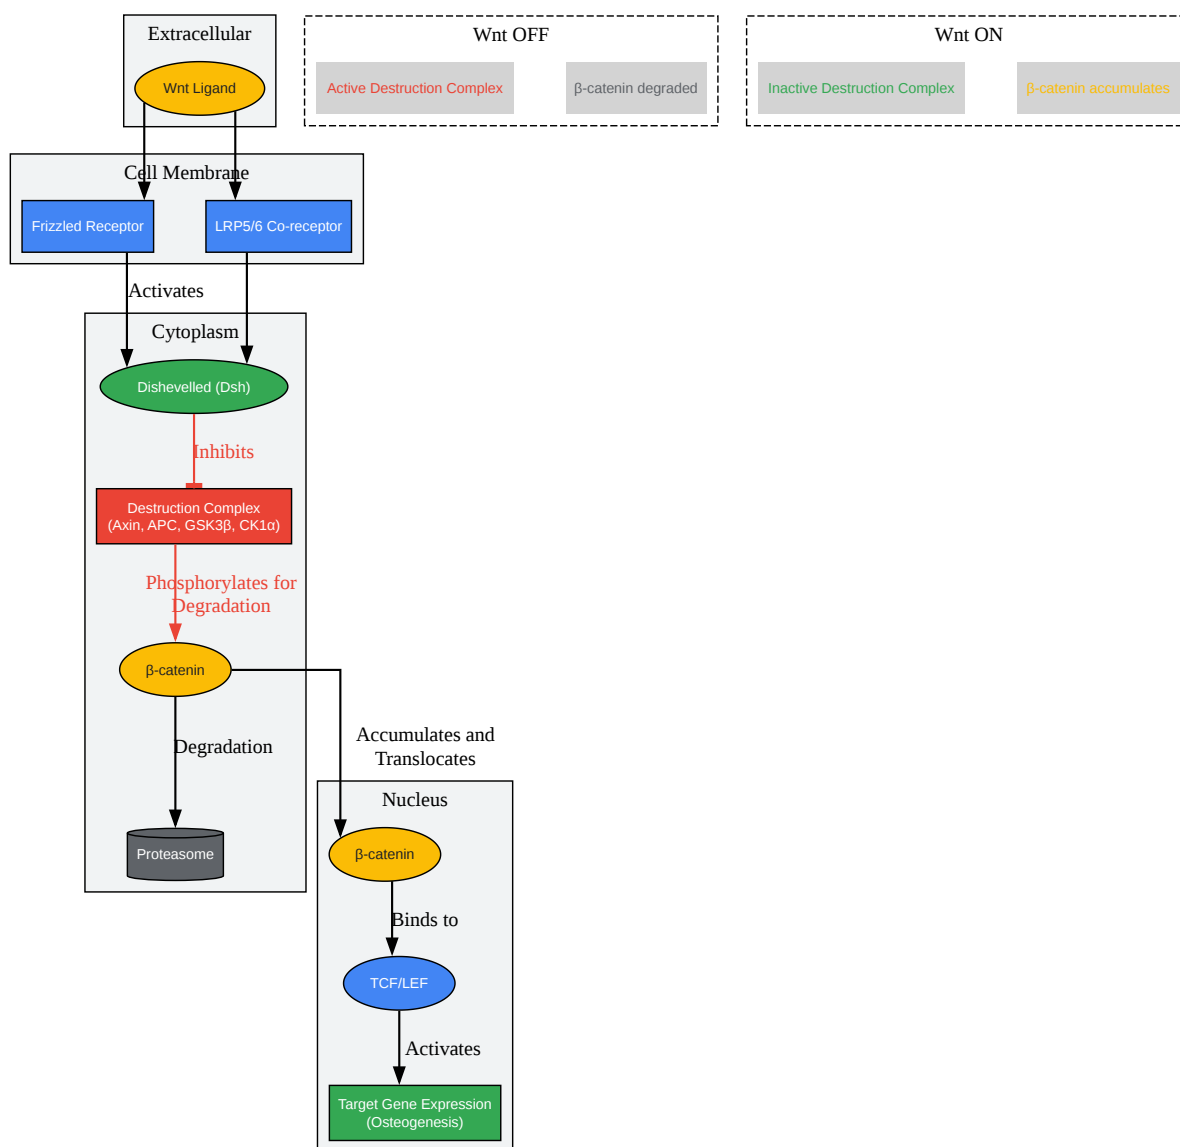 Extracellular
Wnt Ligand
Wnt OFF
Active Destruction Complex
β-catenin degraded
Wnt ON
Inactive Destruction Complex
β-catenin accumulates
Cell Membrane
Frizzled Receptor
LRP5/6 Co-receptor
Activates
Cytoplasm
Dishevelled (Dsh)
Inhibits
Destruction Complex
(Axin, APC, GSK3β, CK1α)
Phosphorylates for
Degradation
β-catenin
Degradation
Proteasome
Accumulates and
Translocates
Nucleus
β-catenin
Binds to
TCF/LEF
Activates
Target Gene Expression
(Osteogenesis)